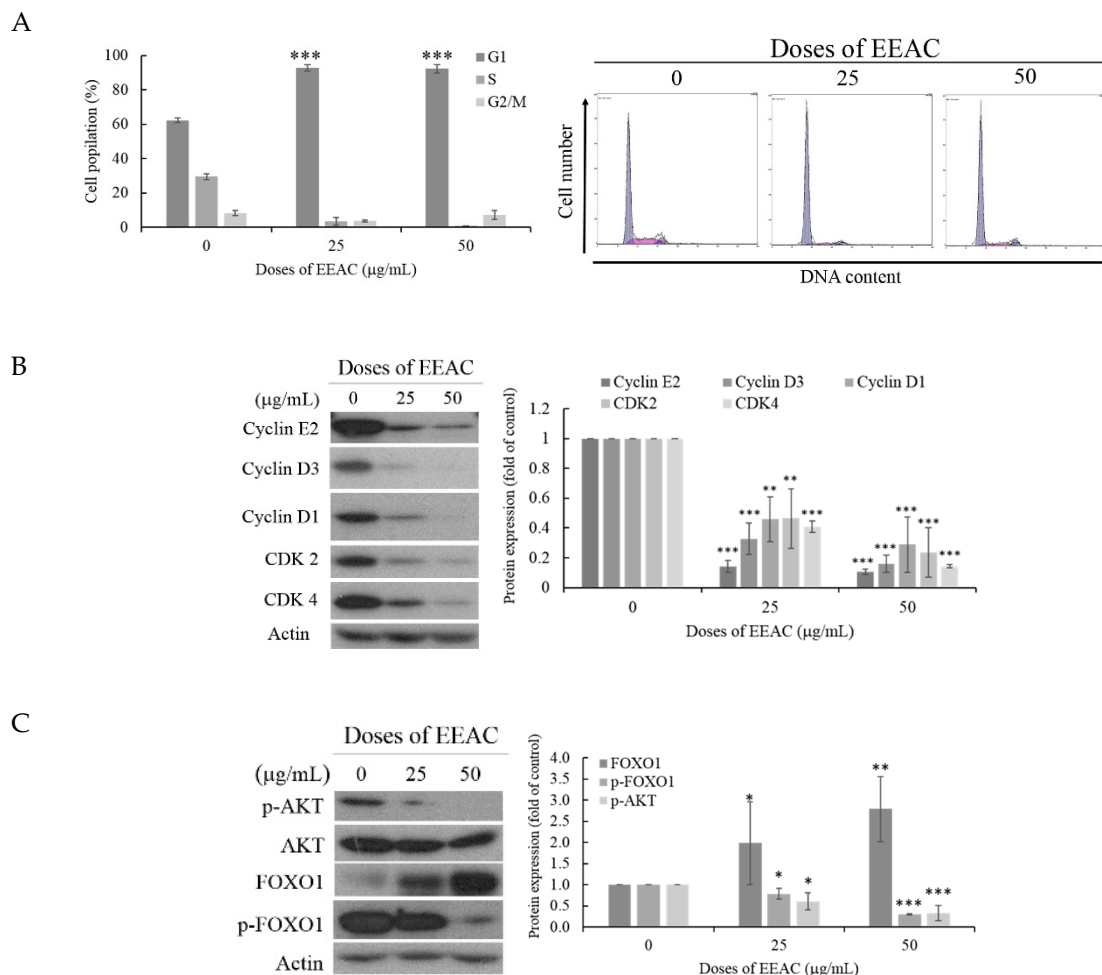 A
100
80
60
40
20
0
Cell popilation (%)
***
***
G1
S
G2/M
0
25
50
Doses of EEAC (μg/mL)
Doses of EEAC
0
25
50
Cell number
DNA content
B
Doses of EEAC
(μg/mL)
0
25
50
Cyclin E2
Cyclin D3
Cyclin D1
CDK 2
CDK 4
Actin
Cyclin E2
Cyclin D3
Cyclin D1
CDK2
CDK4
Protein expression (fold of control)
1.2
1
0.8
0.6
0.4
0.2
0
***
***
**
**
***
***
***
***
***
***
0
25
50
Doses of EEAC (μg/mL)
C
Doses of EEAC
(μg/mL)
0
25
50
p-AKT
AKT
FOXO1
p-FOXO1
Actin
Protein expression (fold of control)
4.0
3.5
3.0
2.5
2.0
1.5
1.0
0.5
0.0
FOXO1
p-FOXO1
p-AKT
*
*
*
**
***
***
0
25
50
Doses of EEAC (μg/mL)